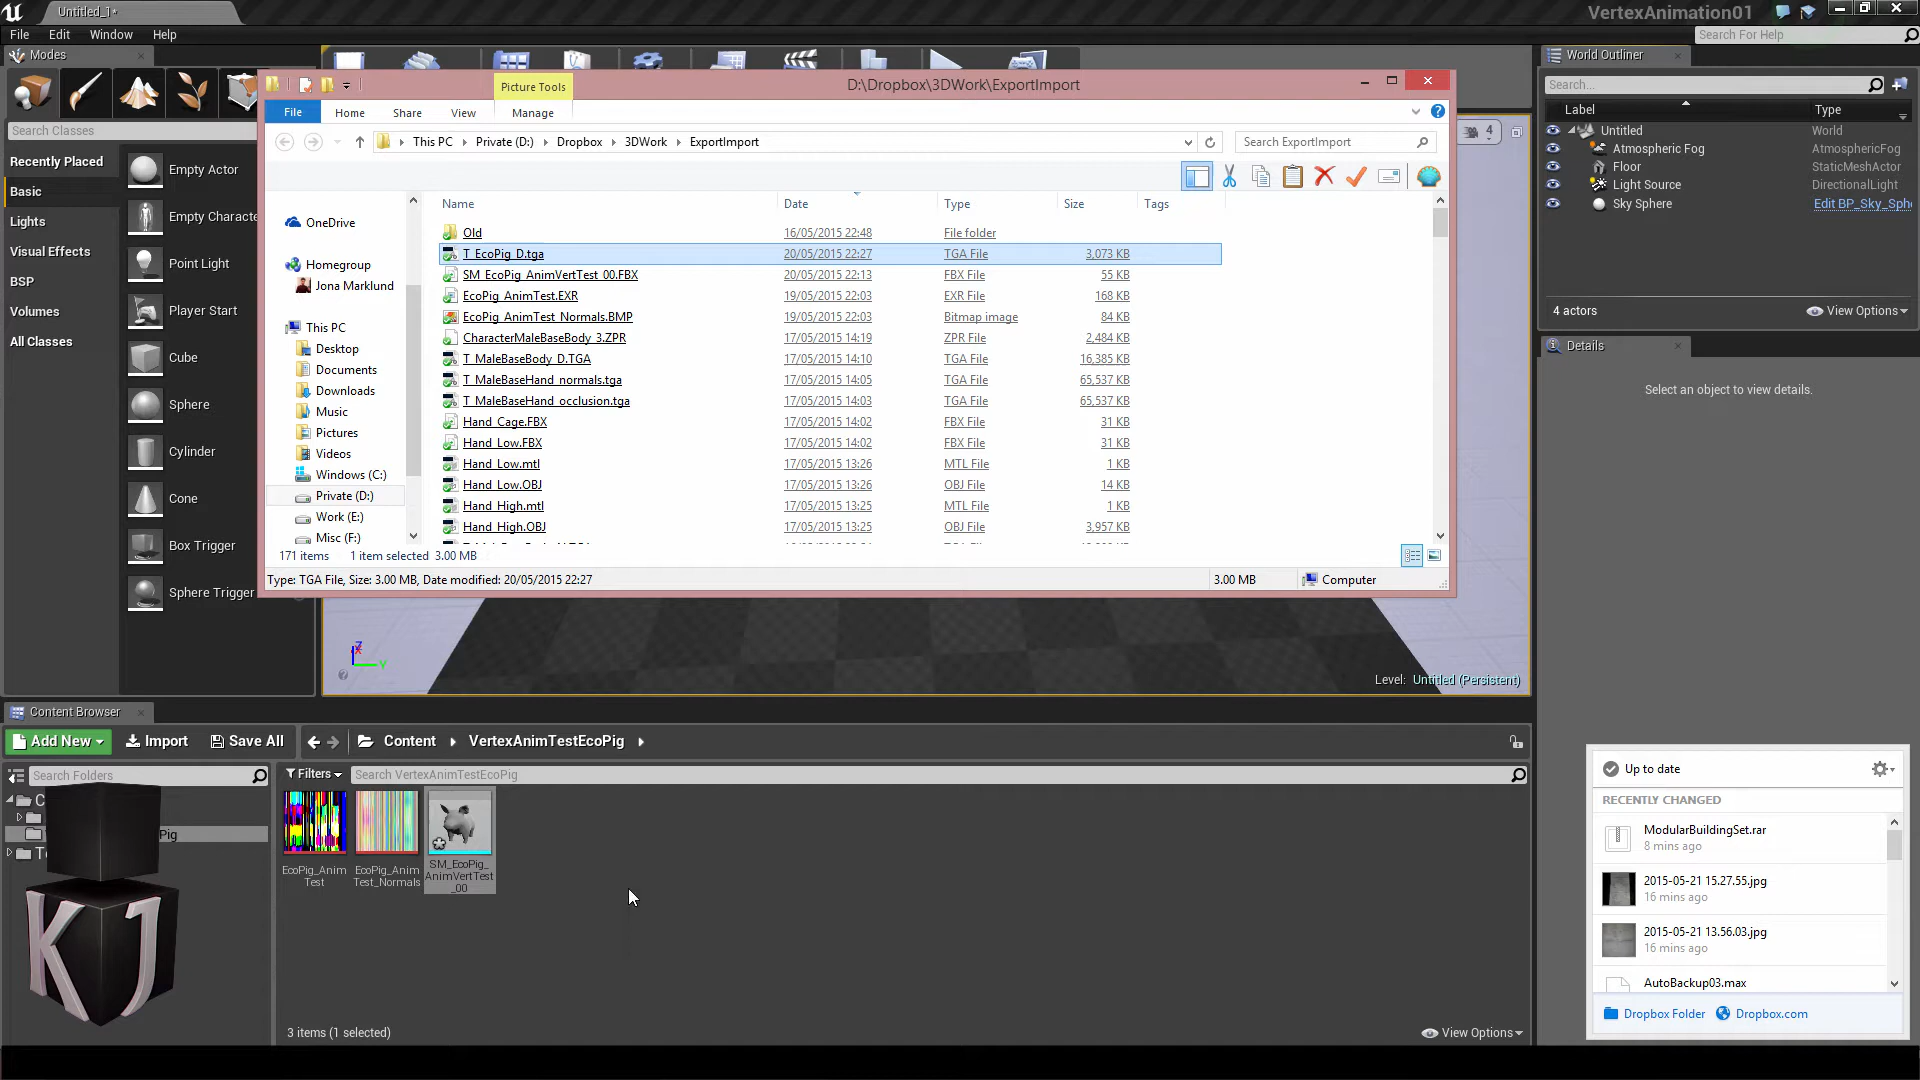 Untitled_1*
VertexAnimation01
File Edit Window Help
Search For Help
Modes
World Outliner
Picture Tools
D:\Dropbox\3DWork\ExportImport
Search...
File Home Share View Manage
Label Type
Search Classes
Untitled World
This PC Private (D:) Dropbox 3DWork ExportImport
Search ExportImport
4
Atmospheric Fog AtmosphericFog
Recently Placed
Floor StaticMeshActor
Basic
Light Source DirectionalLight
Lights
Sky Sphere Edit BP_Sky_Sph
Visual Effects
BSP
Volumes
All Classes
4 actors
View Options
Empty Actor
Empty Characte
Point Light
Player Start
Cube
Sphere
Cylinder
Cone
Box Trigger
Sphere Trigger
OneDrive
Homegroup
Jona Marklund
This PC
Desktop
Documents
Downloads
Music
Pictures
Videos
Windows (C:)
Private (D:)
Work (E:)
Misc (F:)
Name Date Type Size Tags
Old 16/05/2015 22:48 File folder
T_EcoPig_D.tga 20/05/2015 22:27 TGA File 3,073 KB
SM_EcoPig_AnimVertTest_00.FBX 20/05/2015 22:13 FBX File 55 KB
EcoPig_AnimTest.EXR 19/05/2015 22:03 EXR File 168 KB
EcoPig_AnimTest_Normals.BMP 19/05/2015 22:03 Bitmap image 84 KB
CharacterMaleBaseBody_3.ZPR 17/05/2015 14:19 ZPR File 2,484 KB
T_MaleBaseBody_D.TGA 17/05/2015 14:10 TGA File 16,385 KB
T_MaleBaseHand_normals.tga 17/05/2015 14:05 TGA File 65,537 KB
T_MaleBaseHand_occlusion.tga 17/05/2015 14:03 TGA File 65,537 KB
Hand_Cage.FBX 17/05/2015 14:02 FBX File 31 KB
Hand_Low.FBX 17/05/2015 14:02 FBX File 31 KB
Hand_Low.mtl 17/05/2015 13:26 MTL File 1 KB
Hand_Low.OBJ 17/05/2015 13:26 OBJ File 14 KB
Hand_High.mtl 17/05/2015 13:25 MTL File 1 KB
Hand_High.OBJ 17/05/2015 13:25 OBJ File 3,957 KB
171 items 1 item selected 3.00 MB
Type: TGA File, Size: 3.00 MB, Date modified: 20/05/2015 22:27
3.00 MB
Computer
Details
Select an object to view details.
Z
Y
Level: Untitled (Persistent)
Content Browser
Add New Import Save All Content VertexAnimTestEcoPig
Search Folders
Filters
Search VertexAnimTestEcoPig
C
Pig
EcoPig_Anim
Test
EcoPig_Anim
Test_Normals
SM_EcoPig_
AnimVertTest
_00
KJ
3 items (1 selected)
View Options
Up to date
RECENTLY CHANGED
ModularBuildingSet.rar
8 mins ago
2015-05-21 15.27.55.jpg
16 mins ago
2015-05-21 13.56.03.jpg
16 mins ago
AutoBackup03.max
Dropbox Folder Dropbox.com